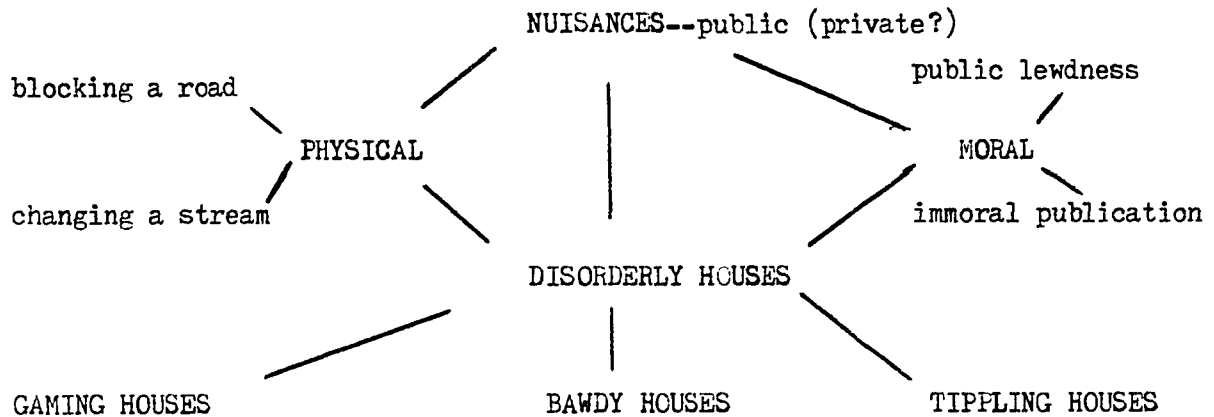 NUISANCES--public (private?)
blocking a road
public lewdness
PHYSICAL
MORAL
changing a stream
immoral publication
DISORDERLY HOUSES
GAMING HOUSES
BAWDY HOUSES
TIPPLING HOUSES